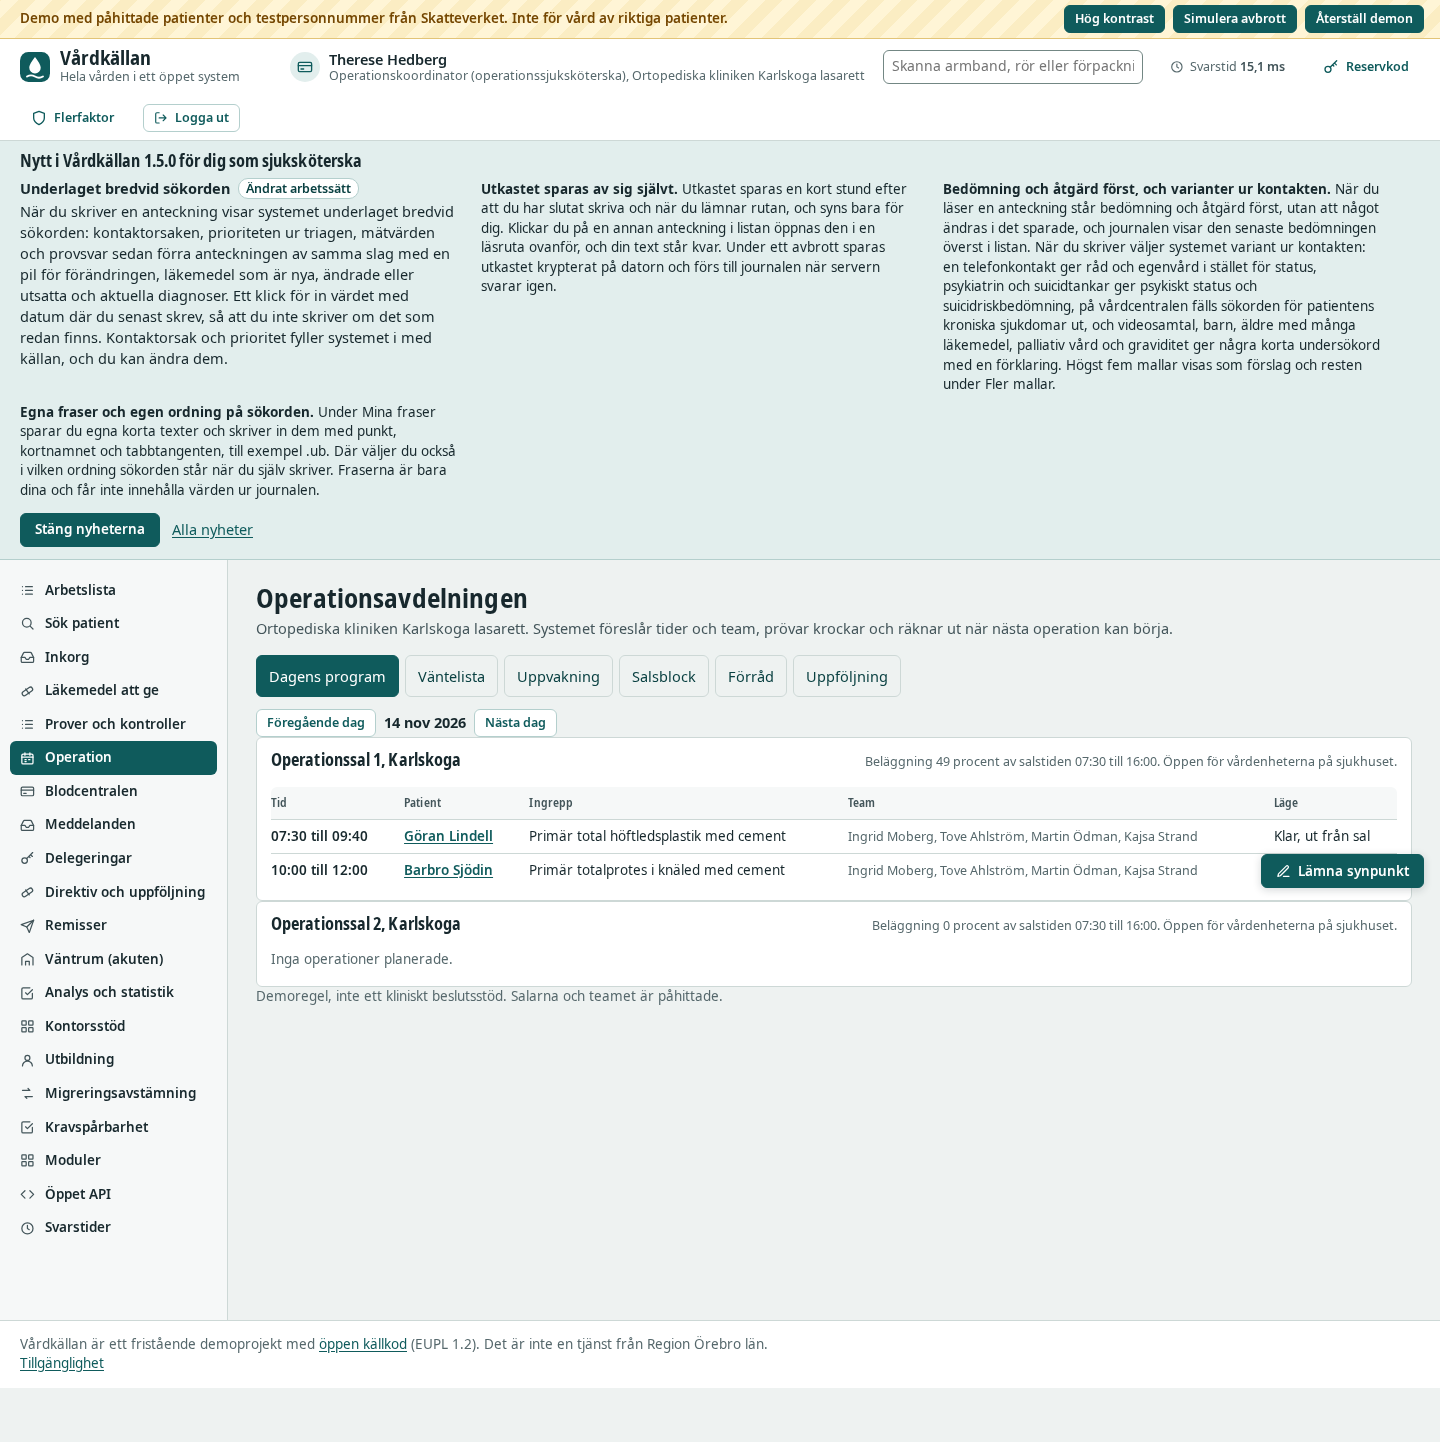 Demo med påhittade patienter och testpersonnummer från Skatteverket. Inte för vård av riktiga patienter.
Hög kontrast
Simulera avbrott
Återställ demon
Vårdkällan
Hela vården i ett öppet system
Therese Hedberg
Operationskoordinator (operationssjuksköterska), Ortopediska kliniken Karlskoga lasarett
Skanna armband, rör eller förpackni
Svarstid 15,1 ms
Reservkod
Flerfaktor
Logga ut
Nytt i Vårdkällan 1.5.0 för dig som sjuksköterska
Underlaget bredvid sökorden Ändrat arbetssätt
När du skriver en anteckning visar systemet underlaget bredvid
sökorden: kontaktorsaken, prioriteten ur triagen, mätvärden
och provsvar sedan förra anteckningen av samma slag med en
pil för förändringen, läkemedel som är nya, ändrade eller
utsatta och aktuella diagnoser. Ett klick för in värdet med
datum där du senast skrev, så att du inte skriver om det som
redan finns. Kontaktorsak och prioritet fyller systemet i med
källan, och du kan ändra dem.
Utkastet sparas av sig självt. Utkastet sparas en kort stund efter
att du har slutat skriva och när du lämnar rutan, och syns bara för
dig. Klickar du på en annan anteckning i listan öppnas den i en
läsruta ovanför, och din text står kvar. Under ett avbrott sparas
utkastet krypterat på datorn och förs till journalen när servern
svarar igen.
Bedömning och åtgärd först, och varianter ur kontakten. När du
läser en anteckning står bedömning och åtgärd först, utan att något
ändras i det sparade, och journalen visar den senaste bedömningen
överst i listan. När du skriver väljer systemet variant ur kontakten:
en telefonkontakt ger råd och egenvård i stället för status,
psykiatrin och suicidtankar ger psykiskt status och
suicidriskbedömning, på vårdcentralen fälls sökorden för patientens
kroniska sjukdomar ut, och videosamtal, barn, äldre med många
läkemedel, palliativ vård och graviditet ger några korta undersökord
med en förklaring. Högst fem mallar visas som förslag och resten
under Fler mallar.
Egna fraser och egen ordning på sökorden. Under Mina fraser
sparar du egna korta texter och skriver in dem med punkt,
kortnamnet och tabbtangenten, till exempel .ub. Där väljer du också
i vilken ordning sökorden står när du själv skriver. Fraserna är bara
dina och får inte innehålla värden ur journalen.
Stäng nyheterna
Alla nyheter
Arbetslista
Sök patient
Inkorg
Läkemedel att ge
Prover och kontroller
Operation
Blodcentralen
Meddelanden
Delegeringar
Direktiv och uppföljning
Remisser
Väntrum (akuten)
Analys och statistik
Kontorsstöd
Utbildning
Migreringsavstämning
Kravspårbarhet
Moduler
Öppet API
Svarstider
Operationsavdelningen
Ortopediska kliniken Karlskoga lasarett. Systemet föreslår tider och team, prövar krockar och räknar ut när nästa operation kan börja.
Dagens program
Väntelista
Uppvakning
Salsblock
Förråd
Uppföljning
Föregående dag
14 nov 2026
Nästa dag
Operationssal 1, Karlskoga
Beläggning 49 procent av salstiden 07:30 till 16:00. Öppen för vårdenheterna på sjukhuset.
Tid Patient Ingrepp Team Läge
07:30 till 09:40 Göran Lindell Primär total höftledsplastik med cement Ingrid Moberg, Tove Ahlström, Martin Ödman, Kajsa Strand Klar, ut från sal
10:00 till 12:00 Barbro Sjödin Primär totalprotes i knäled med cement Ingrid Moberg, Tove Ahlström, Martin Ödman, Kajsa Strand
Lämna synpunkt
Operationssal 2, Karlskoga
Beläggning 0 procent av salstiden 07:30 till 16:00. Öppen för vårdenheterna på sjukhuset.
Inga operationer planerade.
Demoregel, inte ett kliniskt beslutsstöd. Salarna och teamet är påhittade.
Vårdkällan är ett fristående demoprojekt med öppen källkod (EUPL 1.2). Det är inte en tjänst från Region Örebro län.
Tillgänglighet